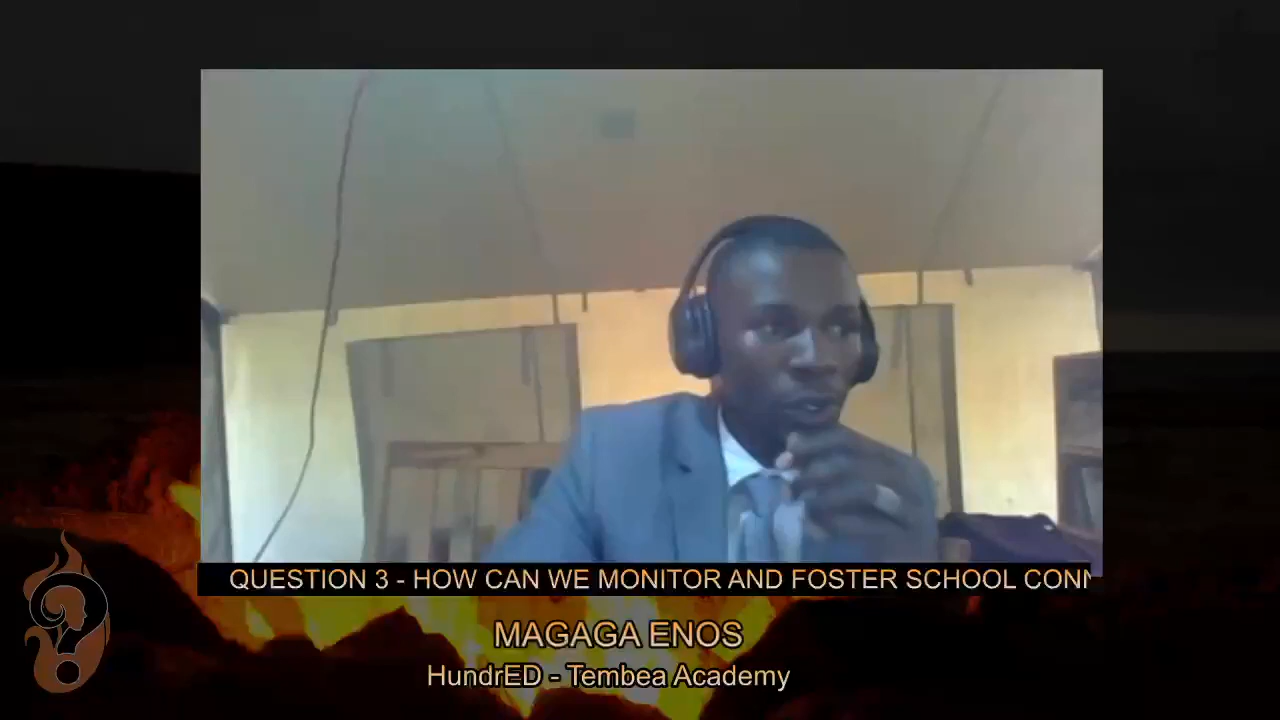 QUESTION 3 - HOW CAN WE MONITOR AND FOSTER SCHOOL
MAGAGA ENOS
HundrED - Tembea Academy